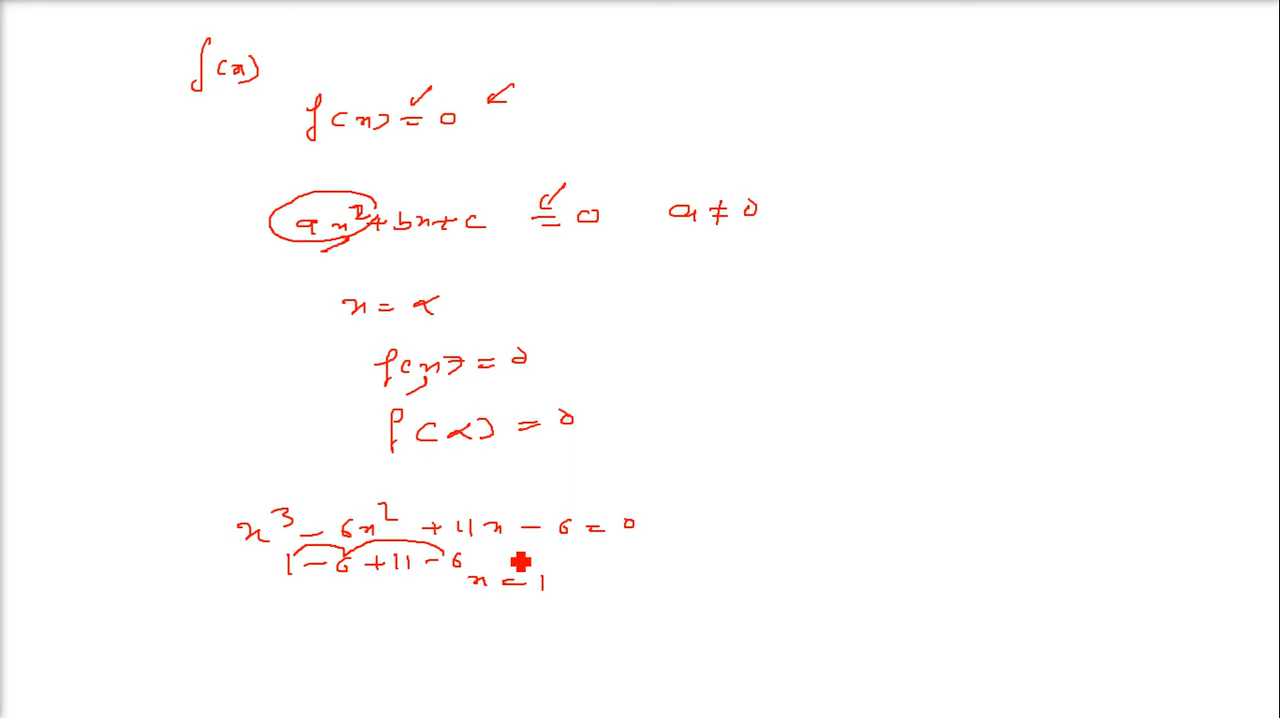 f(x)
f(x) = 0
ax² + bx + c = 0 a ≠ 0
x = α
f(x) = 0
f(α) = 0
x³ - 6x² + 11x - 6 = 0
1 - 6 + 11 - 6
x = 1